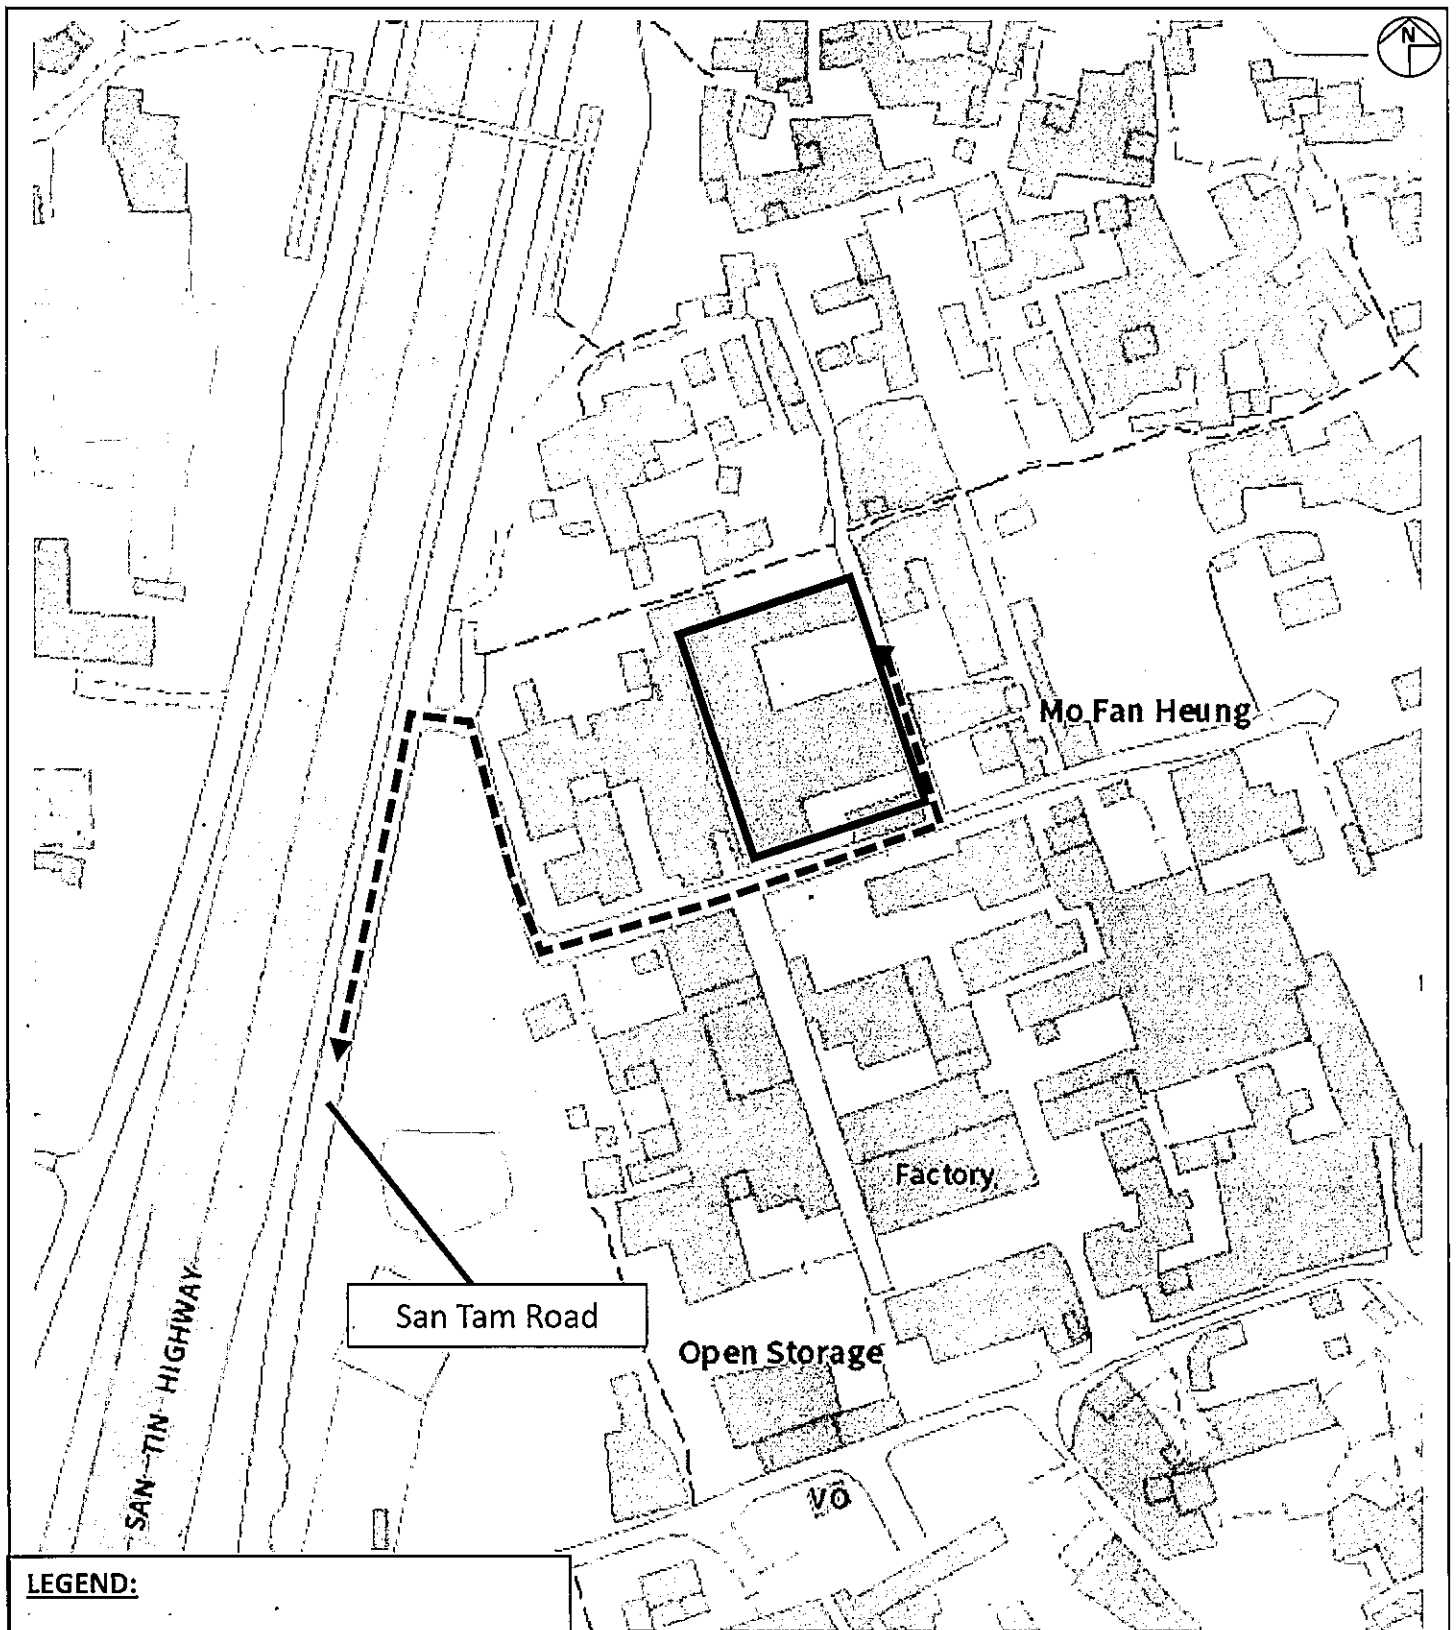 N
Mo Fan Heung
Factory
San Tam Road
SAN TIN HIGHWAY
Open Storage
VO
LEGEND: